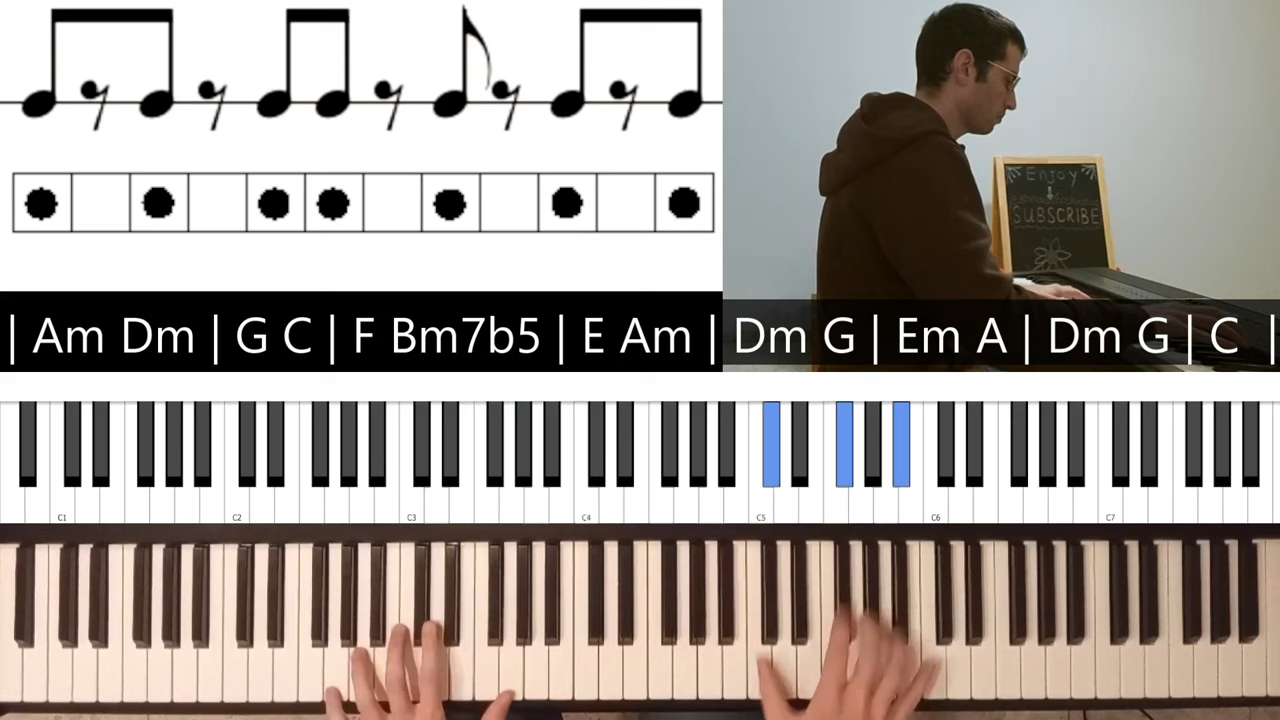 Enjoy
SUBSCRIBE
| Am Dm | G C | F Bm7b5 | E Am | Dm G | Em A | Dm G | C |
C1 C2 C3 C4 C5 C6 C7